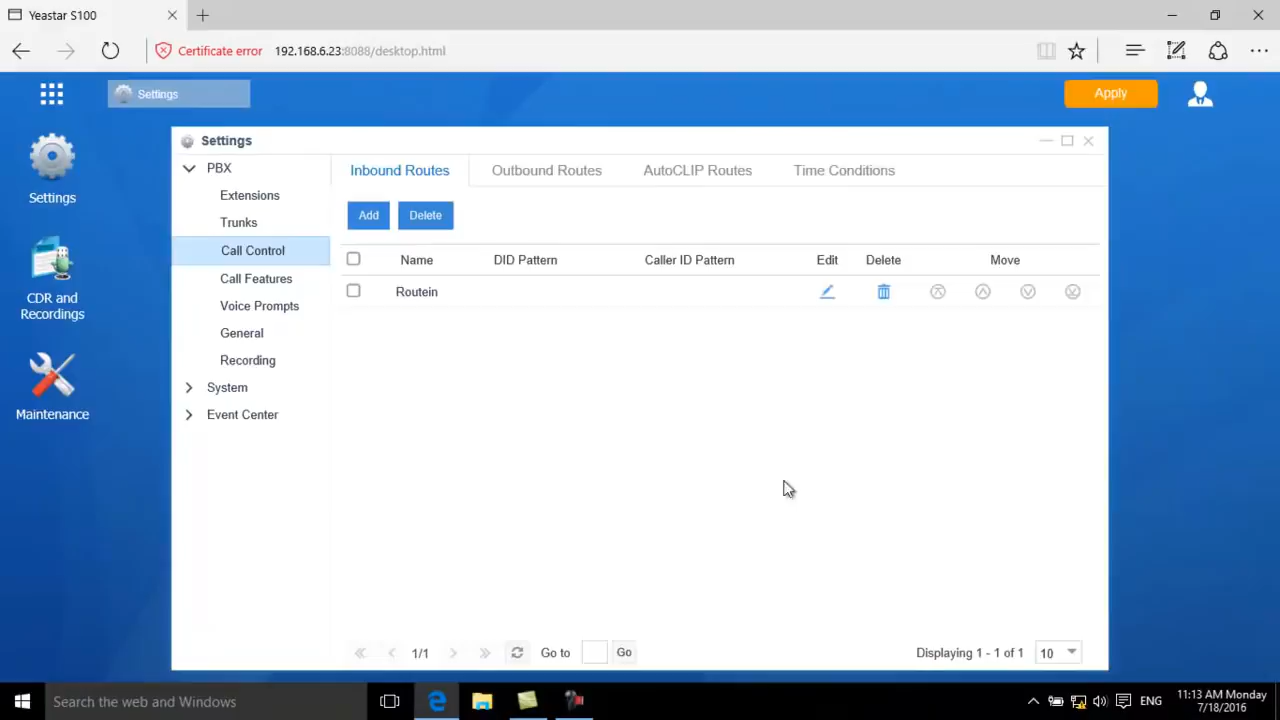 Yeastar S100
Certificate error 192.168.6.23:8088/desktop.html
Settings
Apply
Settings
CDR and
Recordings
Maintenance
Settings
PBX
Extensions
Trunks
Call Control
Call Features
Voice Prompts
General
Recording
System
Event Center
Inbound Routes Outbound Routes AutoCLIP Routes Time Conditions
Add Delete
Name DID Pattern Caller ID Pattern Edit Delete Move
Routein
1/1 Go to Go Displaying 1 - 1 of 1 10
Search the web and Windows
ENG
11:13 AM Monday
7/18/2016